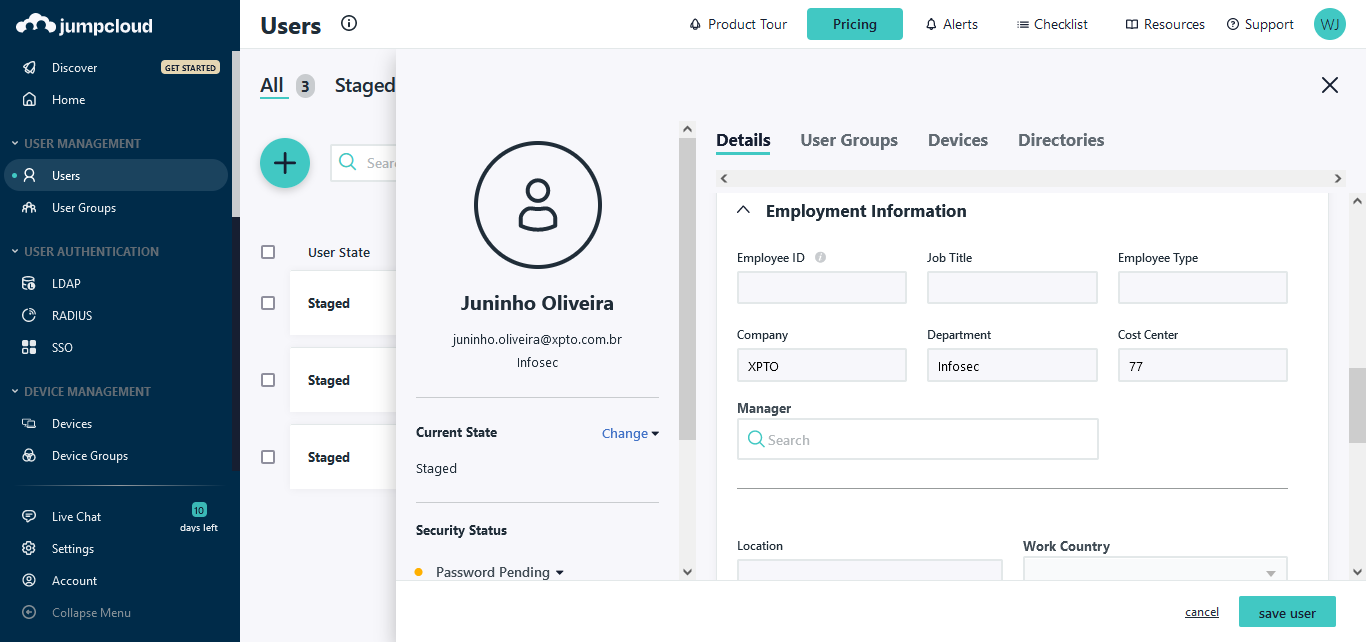 jumpcloud
Discover GET STARTED
Home
USER MANAGEMENT
Users
User Groups
USER AUTHENTICATION
LDAP
RADIUS
SSO
DEVICE MANAGEMENT
Devices
Device Groups
Live Chat 10 days left
Settings
Account
Collapse Menu
Users
Product Tour Pricing Alerts Checklist Resources Support WJ
All 3 Staged
Sear
User State
Staged
Staged
Staged
Juninho Oliveira
juninho.oliveira@xpto.com.br
Infosec
Current State Change
Staged
Security Status
Password Pending
Details User Groups Devices Directories
Employment Information
Employee ID Job Title Employee Type
Company Department Cost Center
XPTO Infosec 77
Manager
Search
Location Work Country
cancel save user